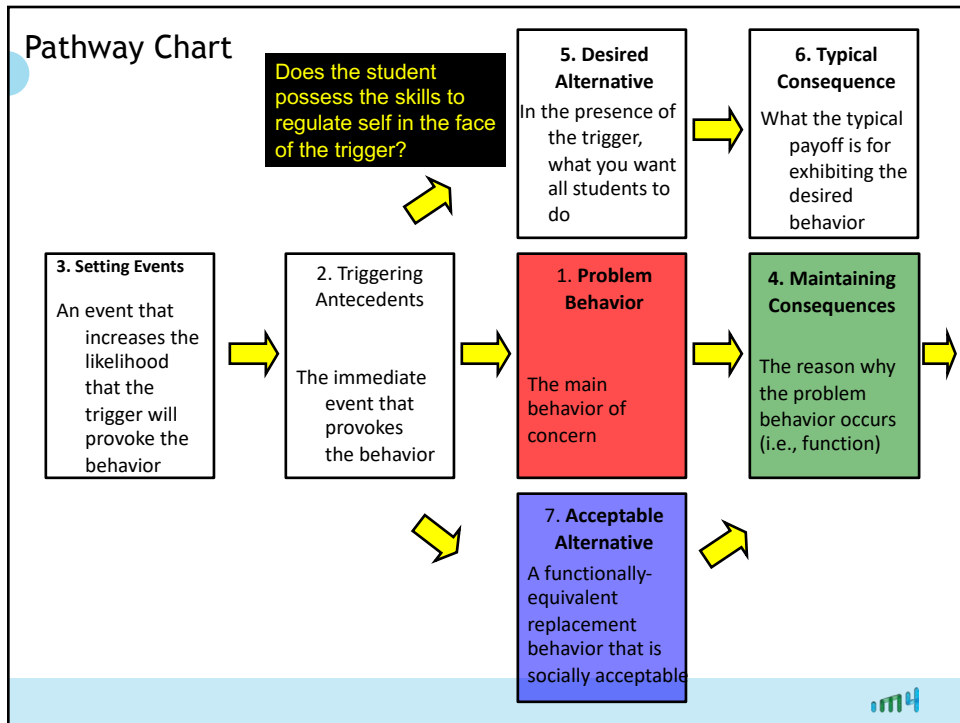 Pathway Chart
Does the student
possess the skills to
regulate self in the face
of the trigger?
5. Desired
Alternative
In the presence of
the trigger,
what you want
all students to
do
6. Typical
Consequence
What the typical
payoff is for
exhibiting the
desired
behavior
3. Setting Events
An event that
increases the
likelihood
that the
trigger will
provoke the
behavior
2. Triggering
Antecedents
The immediate
event that
provokes
the behavior
1. Problem
Behavior
The main
behavior of
concern
4. Maintaining
Consequences
The reason why
the problem
behavior occurs
(i.e., function)
7. Acceptable
Alternative
A functionally-
equivalent
replacement
behavior that is
socially acceptable